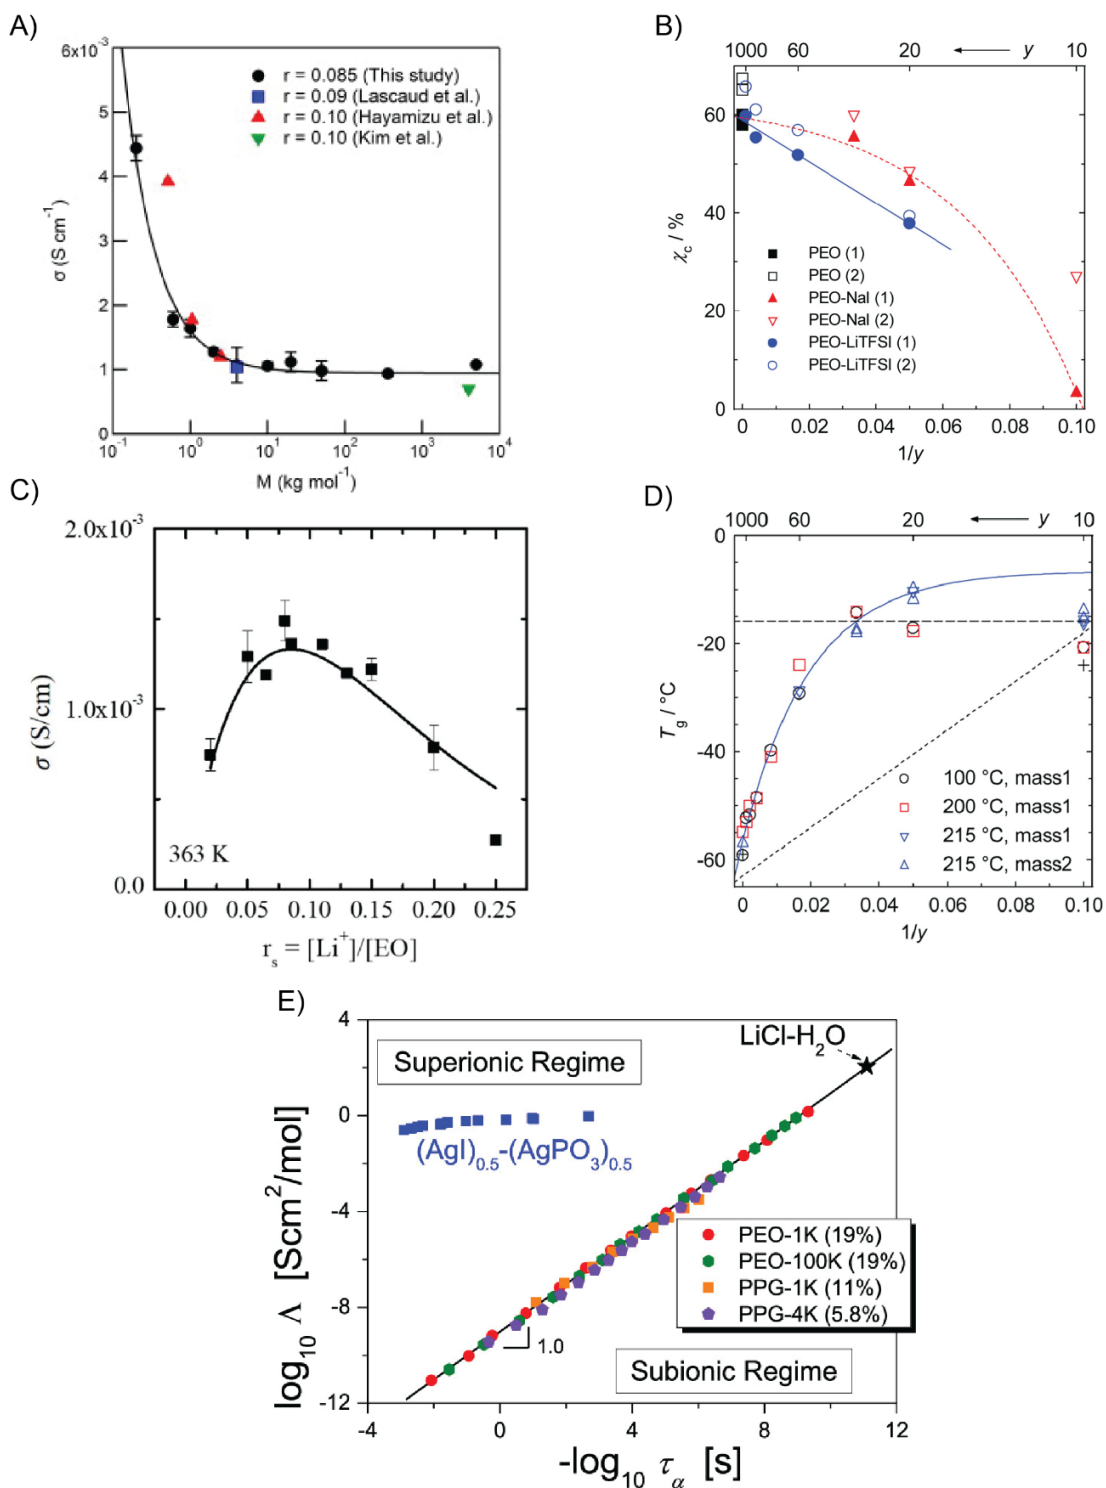 A)
6x10⁻³
5
4
3
2
1
0
σ (S cm⁻¹)
r = 0.085 (This study)
r = 0.09 (Lascaud et al.)
r = 0.10 (Hayamizu et al.)
r = 0.10 (Kim et al.)
10⁻¹ 10⁰ 10¹ 10² 10³ 10⁴
M (kg mol⁻¹)
B)
1000 60 20 ← y 10
60
40
20
0
χc / %
PEO (1)
PEO (2)
PEO-NaI (1)
PEO-NaI (2)
PEO-LiTFSI (1)
PEO-LiTFSI (2)
0 0.02 0.04 0.06 0.08 0.10
1/y
C)
2.0x10⁻³
1.0x10⁻³
0.0
σ (S/cm)
363 K
0.00 0.05 0.10 0.15 0.20 0.25
rₛ = [Li⁺]/[EO]
D)
1000 60 20 ← y 10
0
-20
-40
-60
Tg / °C
100 °C, mass1
200 °C, mass1
215 °C, mass1
215 °C, mass2
0 0.02 0.04 0.06 0.08 0.10
1/y
E)
4
0
-4
-8
-12
log₁₀ Λ [Scm²/mol]
Superionic Regime
LiCl-H₂O
(AgI)₀.₅-(AgPO₃)₀.₅
PEO-1K (19%)
PEO-100K (19%)
PPG-1K (11%)
PPG-4K (5.8%)
1.0
Subionic Regime
-4 0 4 8 12
-log₁₀ τα [s]